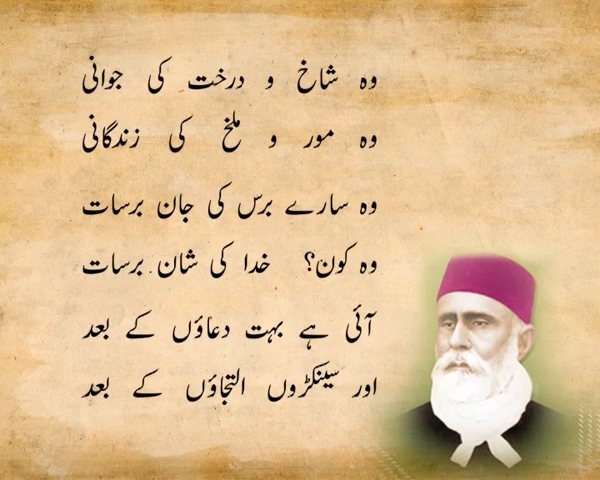 وہ شاخ و درخت کی جوانی
وہ مور و ملخ کی زندگانی
وہ سارے برس کی جان برسات
وہ کون؟ خدا کی شان برسات
آئی ہے بہت دعاؤں کے بعد
اور سینکڑوں التجاؤں کے بعد